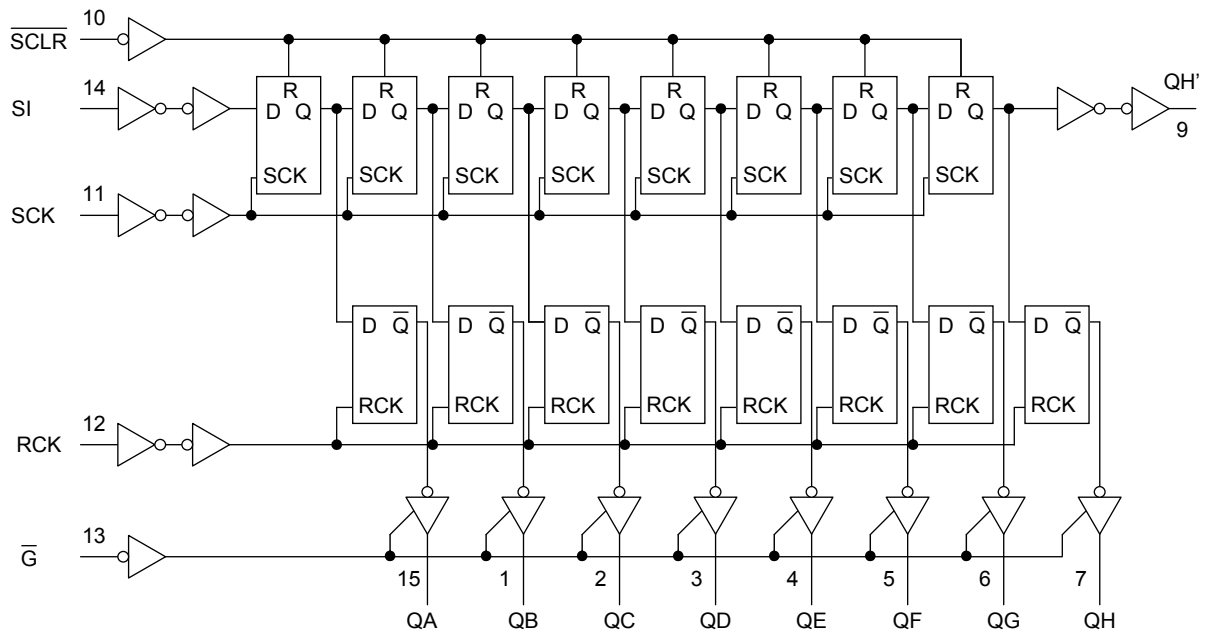 10
S̅C̅L̅R̅
R R R R R R R R
14
SI
D Q D Q D Q D Q D Q D Q D Q D Q
QH’
9
SCK SCK SCK SCK SCK SCK SCK SCK
11
SCK
D Q̅ D Q̅ D Q̅ D Q̅ D Q̅ D Q̅ D Q̅ D Q̅
RCK RCK RCK RCK RCK RCK RCK RCK
12
RCK
13
G̅
15 1 2 3 4 5 6 7
QA QB QC QD QE QF QG QH